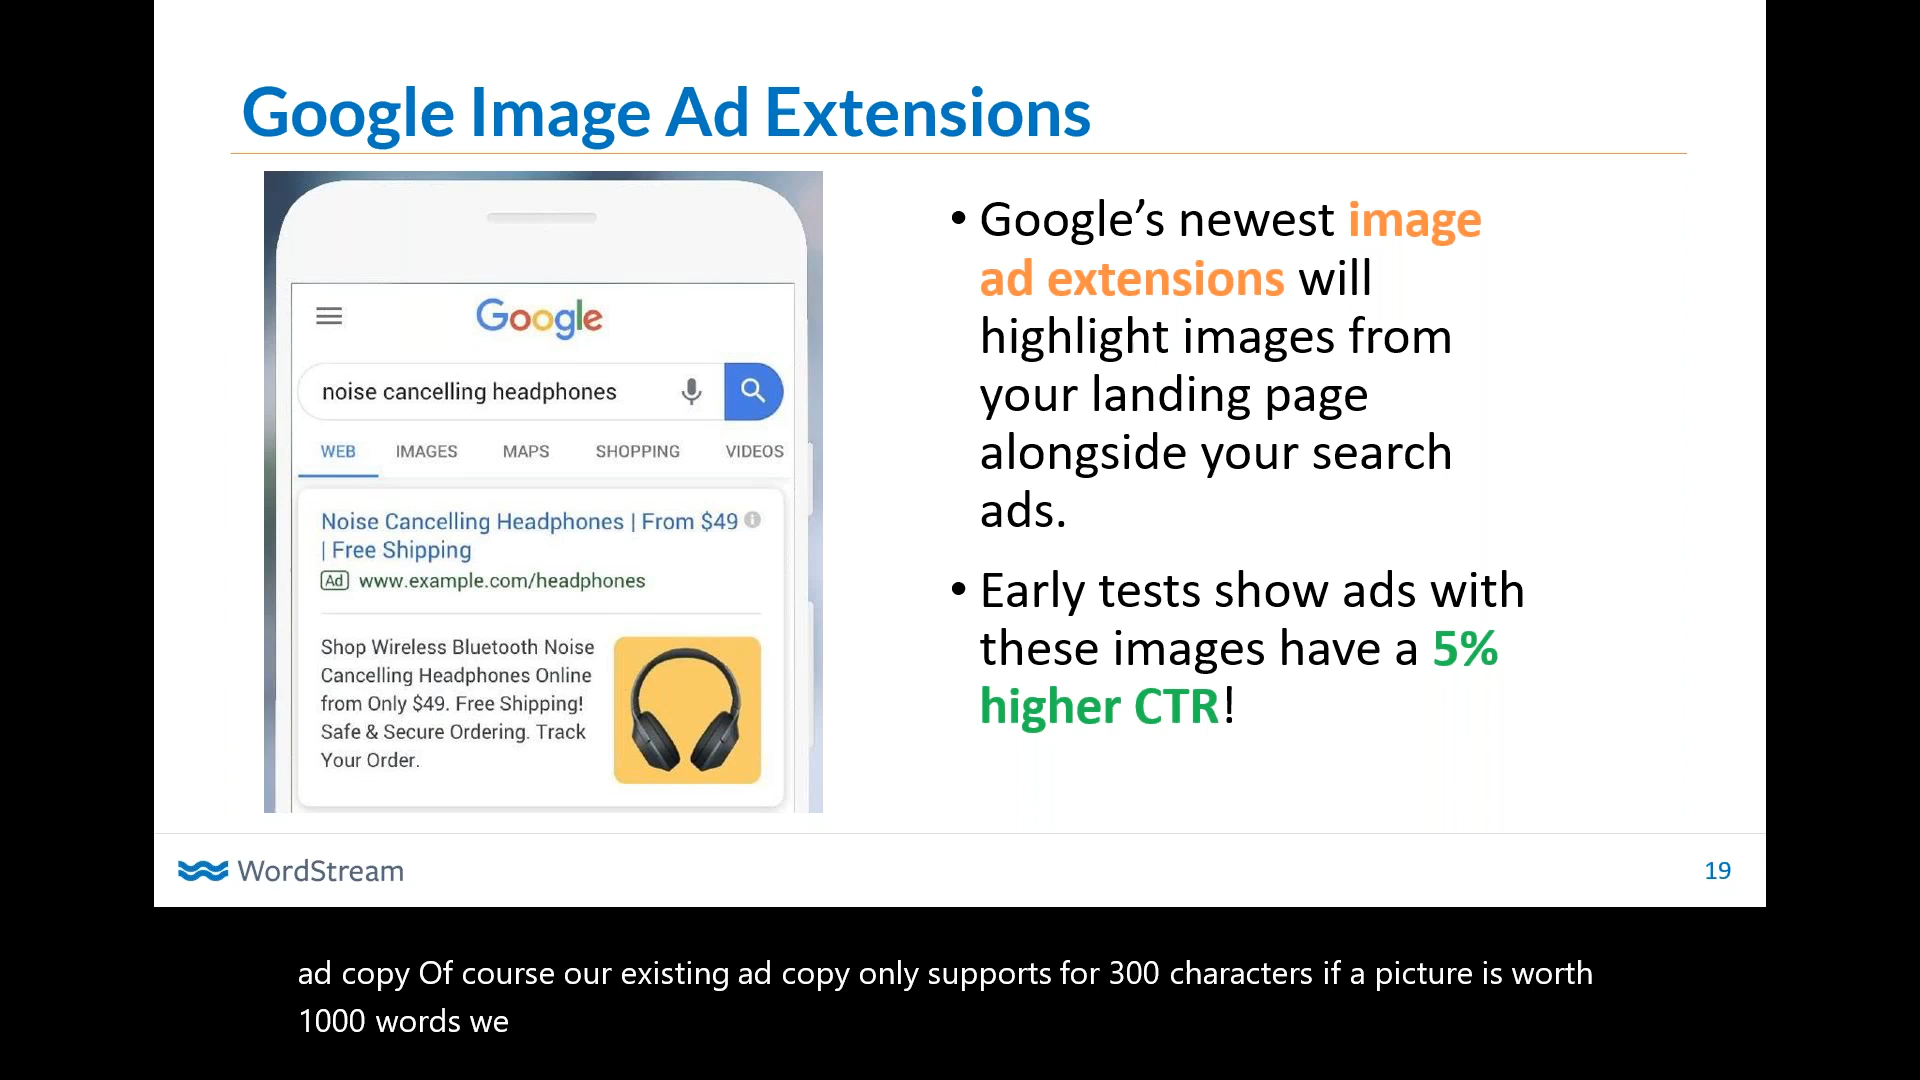 Google Image Ad Extensions
Google
noise cancelling headphones
WEB IMAGES MAPS SHOPPING VIDEOS
Noise Cancelling Headphones | From $49
| Free Shipping
Ad www.example.com/headphones
Shop Wireless Bluetooth Noise
Cancelling Headphones Online
from Only $49. Free Shipping!
Safe & Secure Ordering. Track
Your Order.
• Google’s newest image
ad extensions will
highlight images from
your landing page
alongside your search
ads.
• Early tests show ads with
these images have a 5%
higher CTR!
WordStream
19
ad copy Of course our existing ad copy only supports for 300 characters if a picture is worth
1000 words we